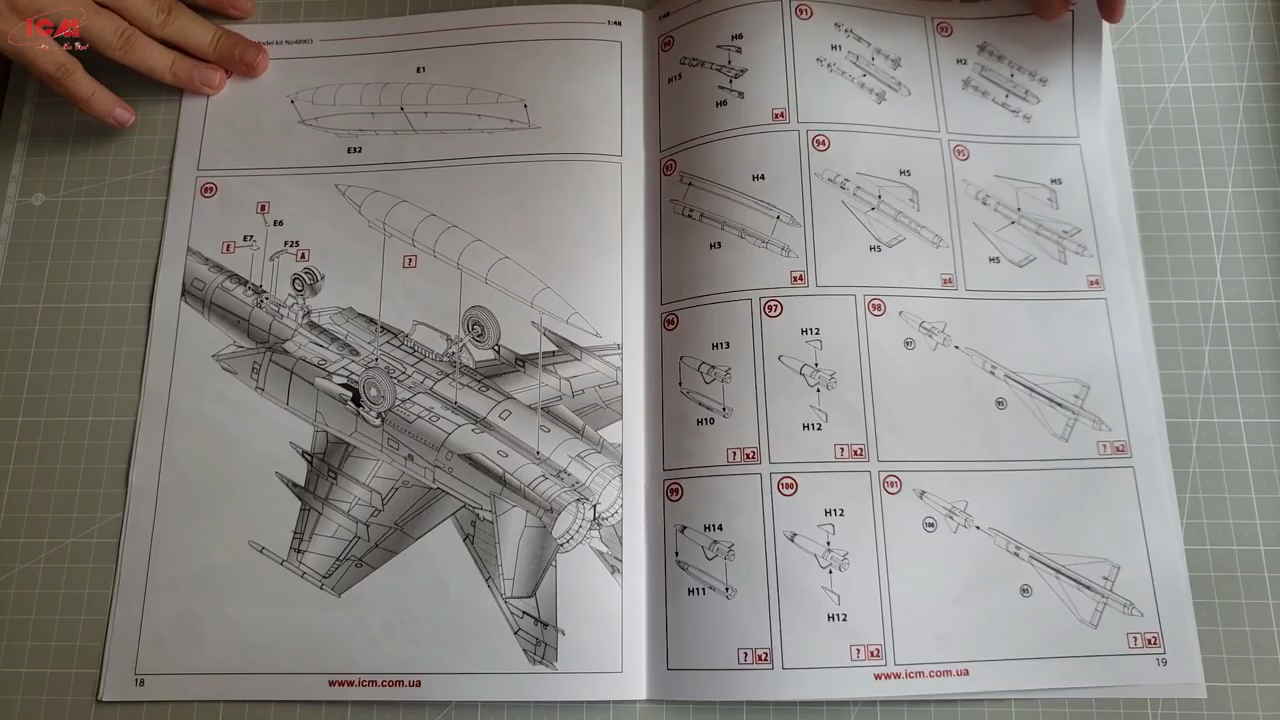 ICM
Model kit No48903
1:48
E1
E32
89
B
E6
E7
E
F25
A
?
18
www.icm.com.ua
1:48
90
H6
H15
H6
x4
91
H1
92
H2
93
H4
H3
x4
94
H5
H5
x4
95
H5
H5
x4
96
H13
H10
? x2
97
H12
H12
? x2
98
97
95
? x2
99
H14
H11
? x2
100
H12
H12
? x2
101
100
95
? x2
www.icm.com.ua
19